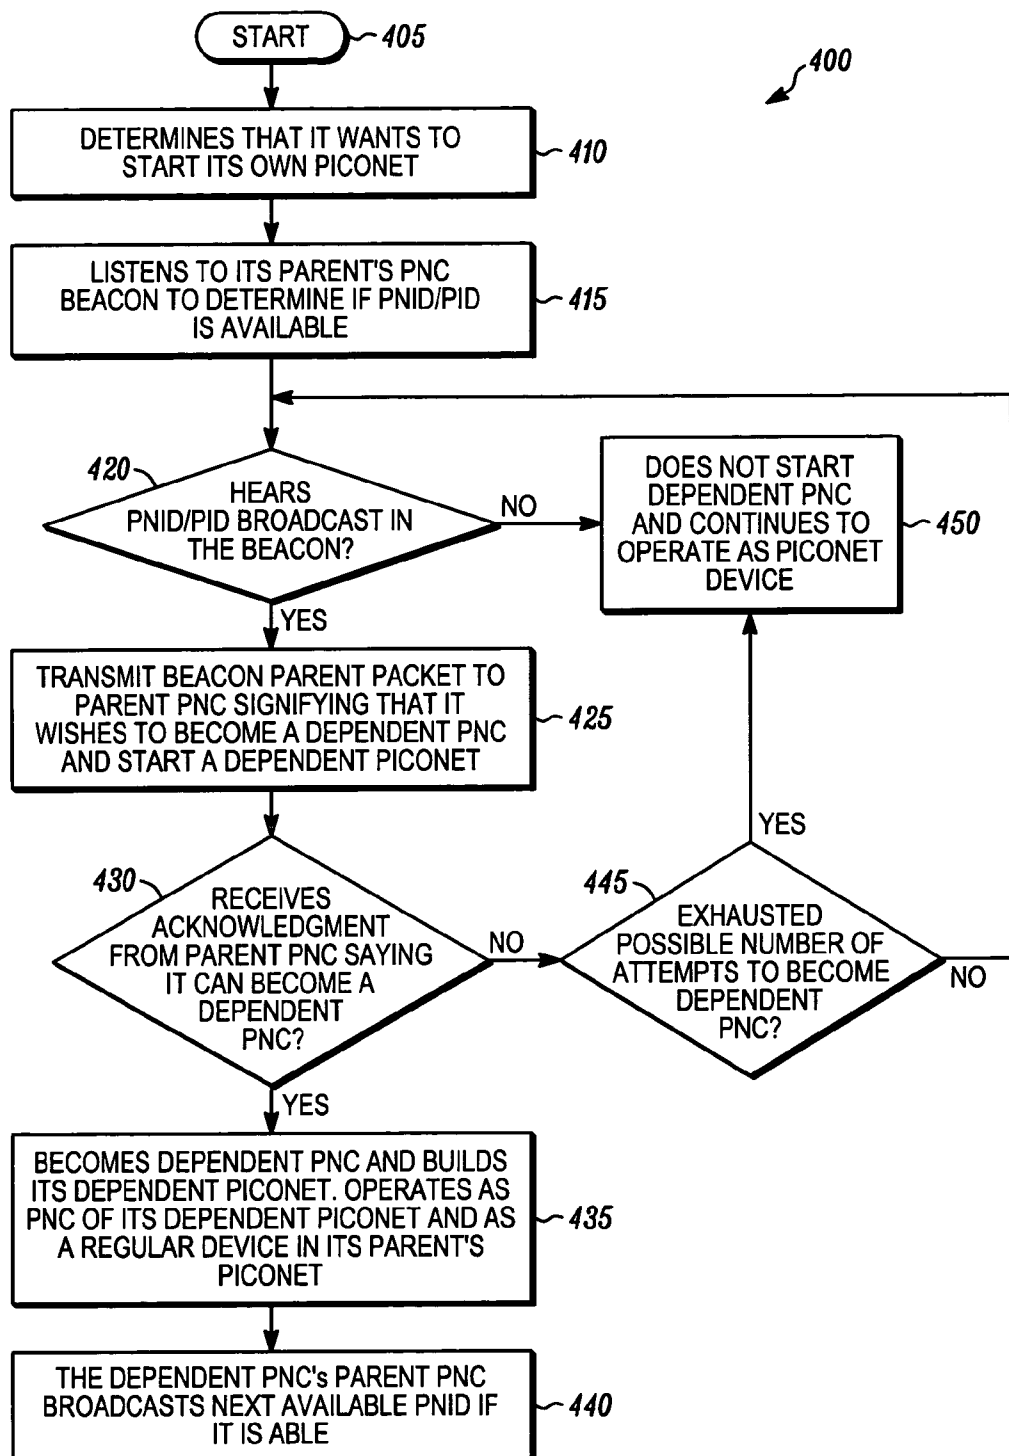 START
405
400
DETERMINES THAT IT WANTS TO
START ITS OWN PICONET
410
LISTENS TO ITS PARENT'S PNC
BEACON TO DETERMINE IF PNID/PID
IS AVAILABLE
415
420
HEARS
PNID/PID BROADCAST IN
THE BEACON?
NO
YES
DOES NOT START
DEPENDENT PNC
AND CONTINUES TO
OPERATE AS PICONET
DEVICE
450
TRANSMIT BEACON PARENT PACKET TO
PARENT PNC SIGNIFYING THAT IT
WISHES TO BECOME A DEPENDENT PNC
AND START A DEPENDENT PICONET
425
430
RECEIVES
ACKNOWLEDGMENT
FROM PARENT PNC SAYING
IT CAN BECOME A
DEPENDENT
PNC?
NO
YES
445
EXHAUSTED
POSSIBLE NUMBER OF
ATTEMPTS TO BECOME
DEPENDENT
PNC?
YES
NO
BECOMES DEPENDENT PNC AND BUILDS
ITS DEPENDENT PICONET. OPERATES AS
PNC OF ITS DEPENDENT PICONET AND AS
A REGULAR DEVICE IN ITS PARENT'S
PICONET
435
THE DEPENDENT PNC's PARENT PNC
BROADCASTS NEXT AVAILABLE PNID IF
IT IS ABLE
440